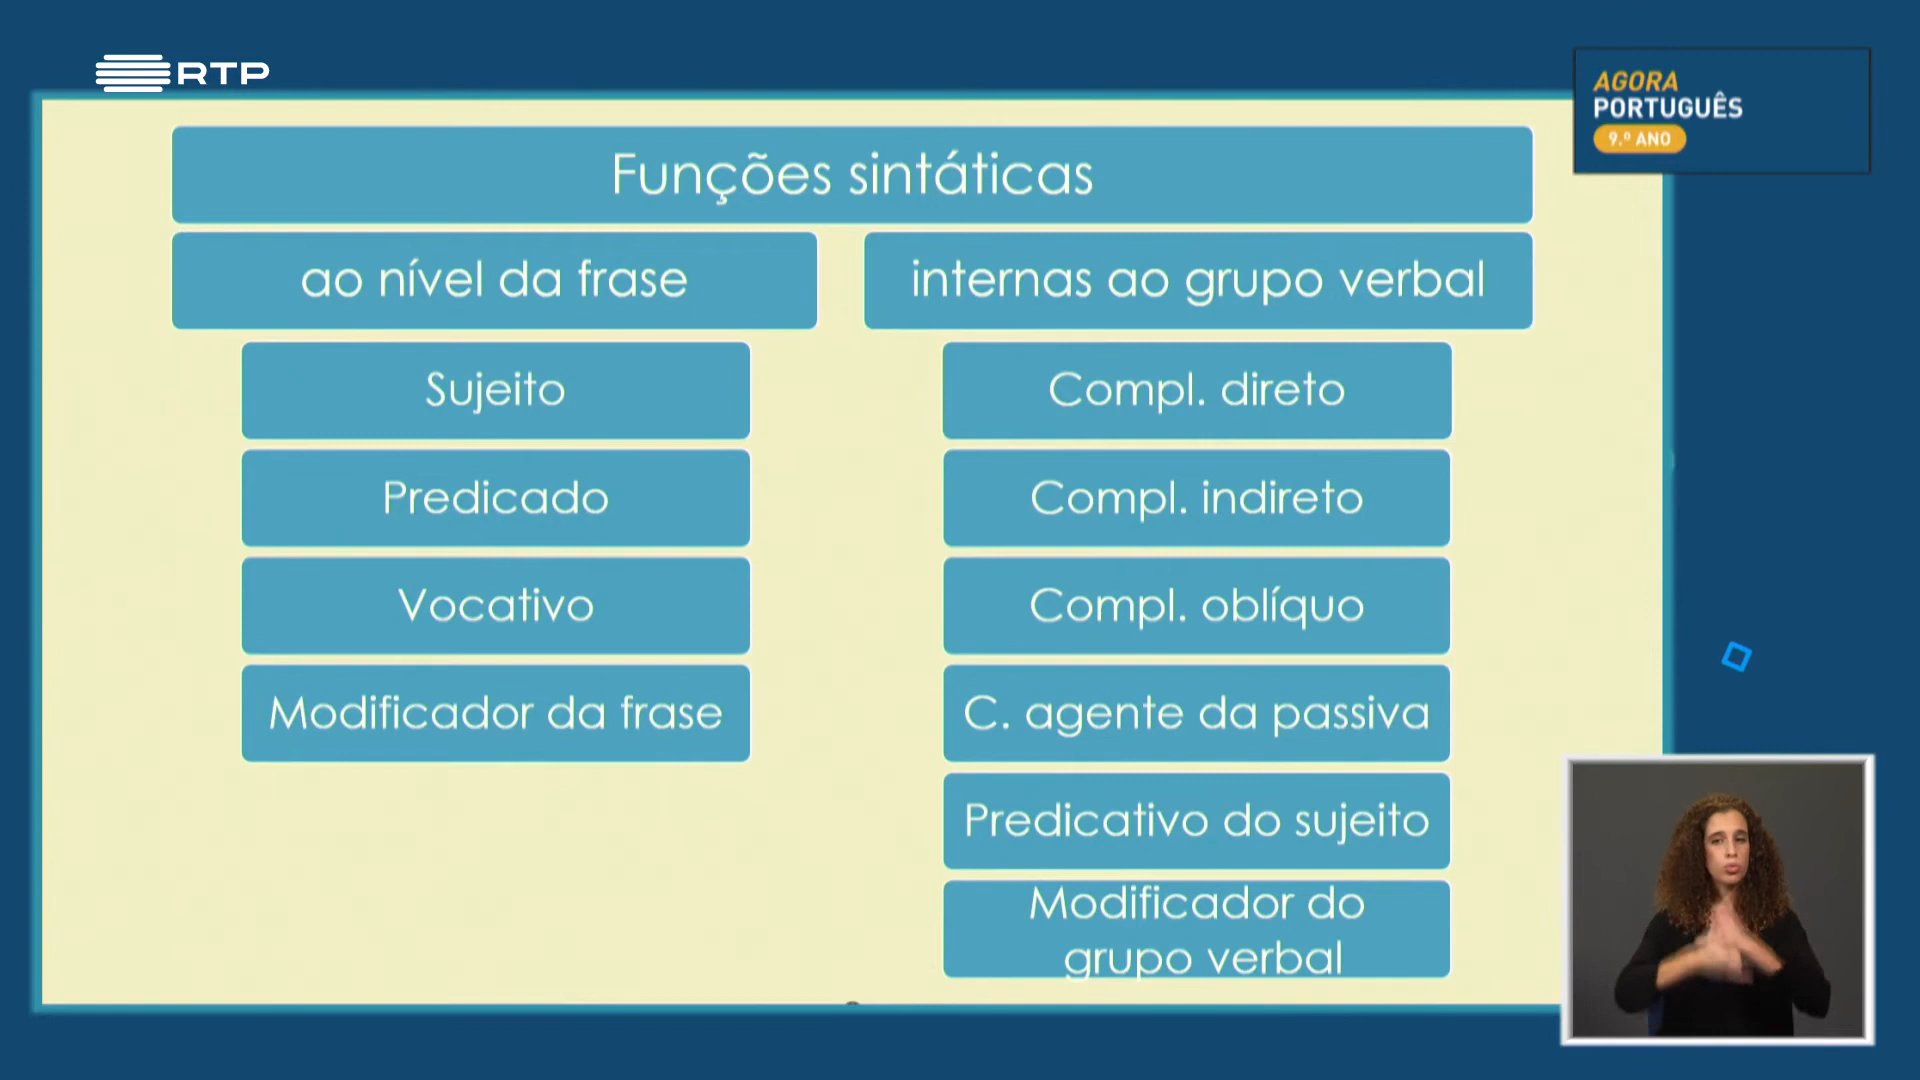 RTP
AGORA
PORTUGUÊS
9.º ANO
Funções sintáticas
ao nível da frase
Sujeito
Predicado
Vocativo
Modificador da frase
internas ao grupo verbal
Compl. direto
Compl. indireto
Compl. oblíquo
C. agente da passiva
Predicativo do sujeito
Modificador do
grupo verbal